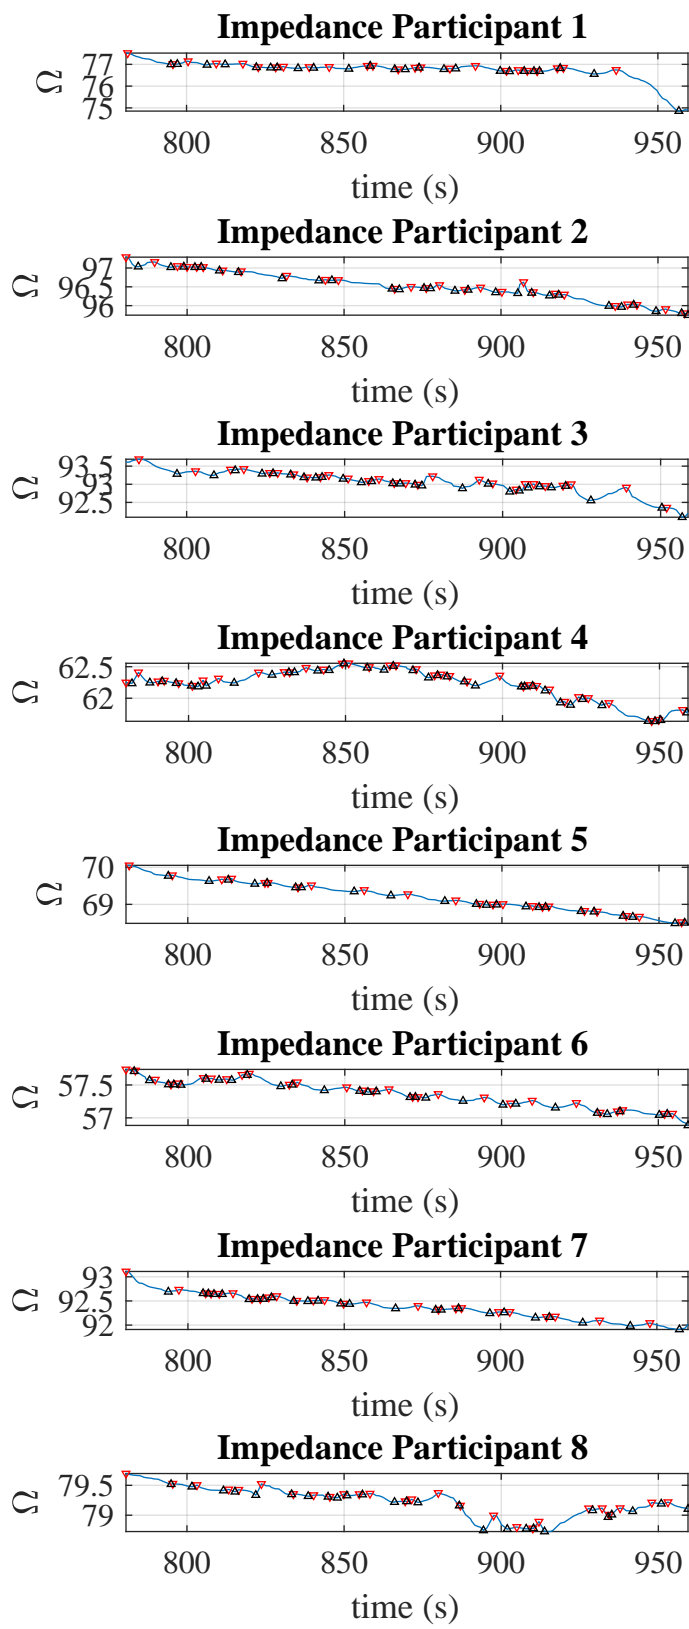 Impedance Participant 1
77
76
75
Ω
800 850 900 950
time (s)
Impedance Participant 2
97
96.5
96
Ω
800 850 900 950
time (s)
Impedance Participant 3
93.5
93
92.5
Ω
800 850 900 950
time (s)
Impedance Participant 4
62.5
62
Ω
800 850 900 950
time (s)
Impedance Participant 5
70
69
Ω
800 850 900 950
time (s)
Impedance Participant 6
57.5
57
Ω
800 850 900 950
time (s)
Impedance Participant 7
93
92.5
92
Ω
800 850 900 950
time (s)
Impedance Participant 8
79.5
79
Ω
800 850 900 950
time (s)